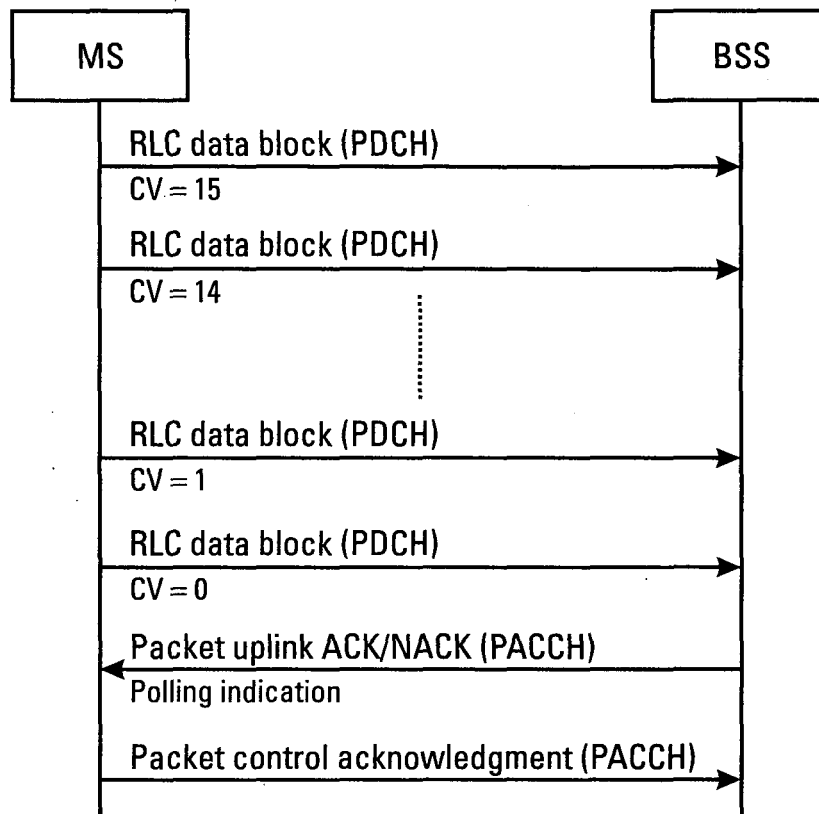 MS
BSS
RLC data block (PDCH)
CV = 15
RLC data block (PDCH)
CV = 14
RLC data block (PDCH)
CV = 1
RLC data block (PDCH)
CV = 0
Packet uplink ACK/NACK (PACCH)
Polling indication
Packet control acknowledgment (PACCH)